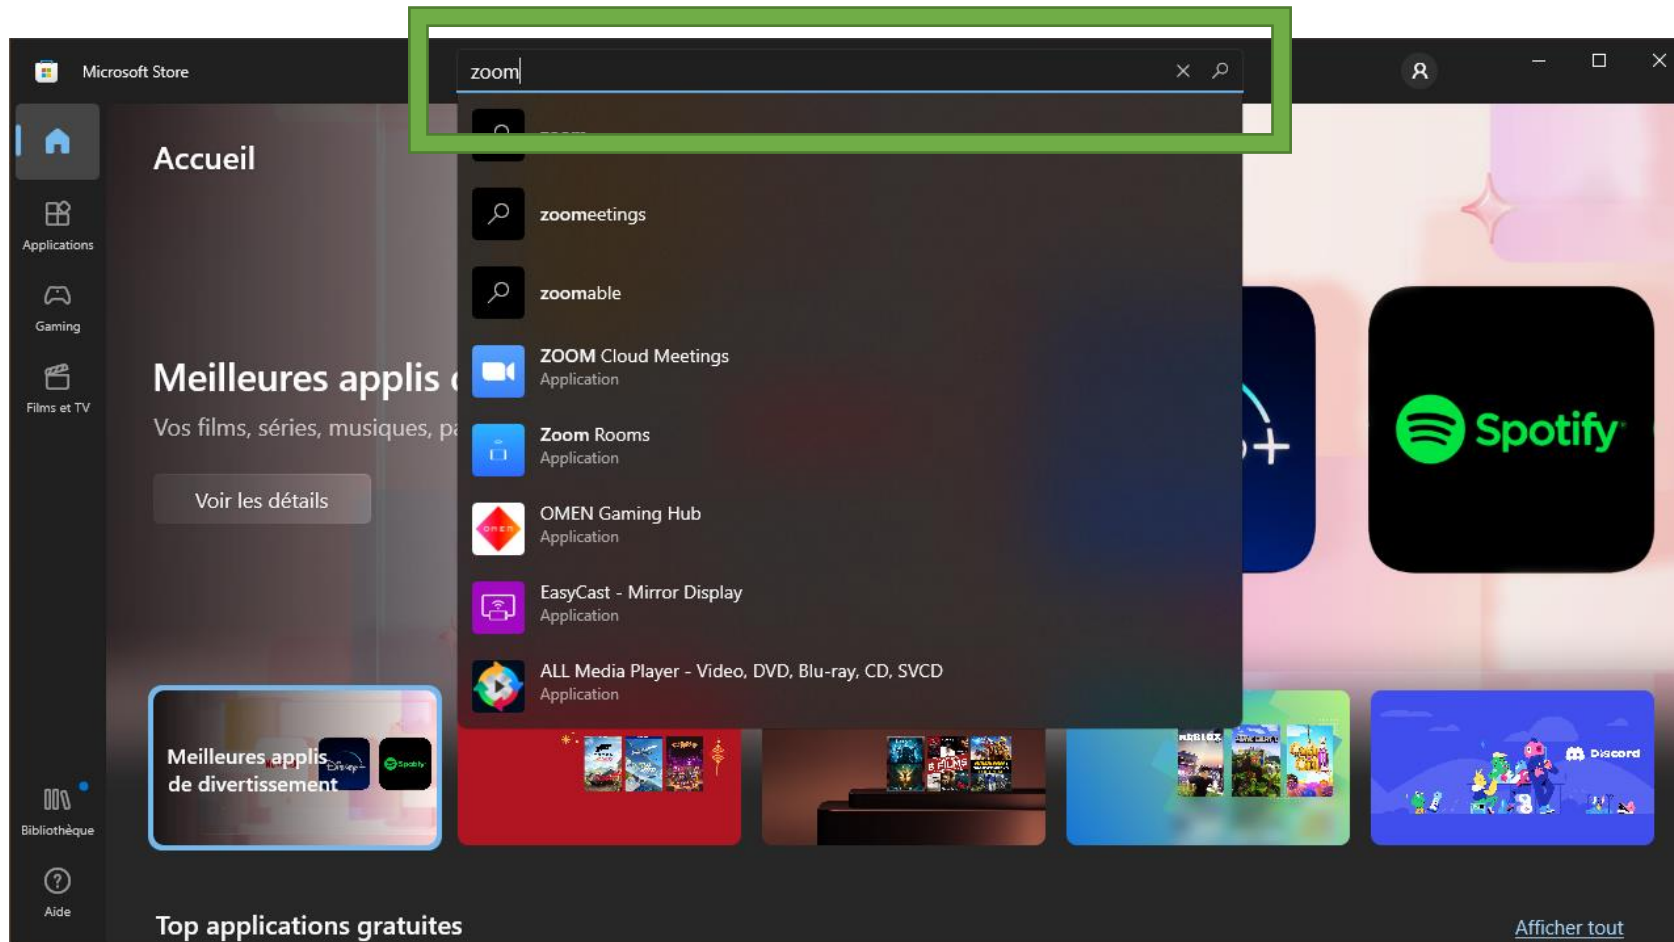 Microsoft Store
zoom
Accueil
Applications
Gaming
Films et TV
zoomeetings
zoomable
ZOOM Cloud Meetings
Application
Zoom Rooms
Application
OMEN Gaming Hub
Application
EasyCast - Mirror Display
Application
ALL Media Player - Video, DVD, Blu-ray, CD, SVCD
Application
Meilleures applis
Vos films, séries, musiques,
Voir les détails
Spotify
Meilleures applis
de divertissement
Disney+
Spotify
ROBLOX
Discord
Bibliothèque
Aide
Top applications gratuites
Afficher tout